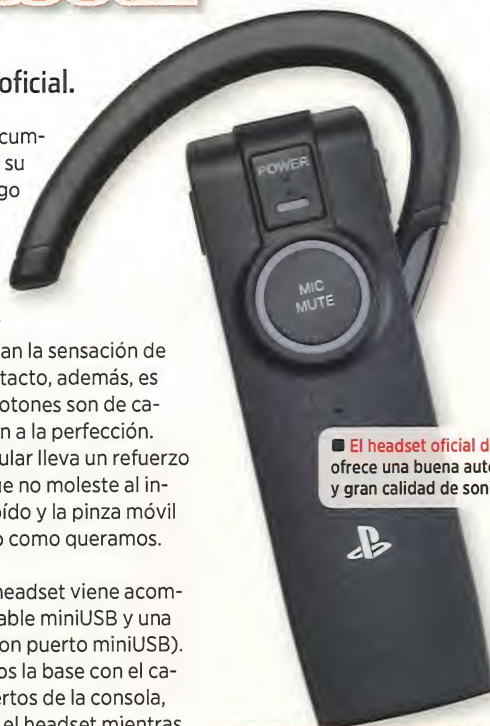 oficial.
cum-
su
go
an la sensación de
tacto, además, es
otones son de ca-
n a la perfección.
ular lleva un refuerzo
ue no moleste al in-
oído y la pinza móvil
o como queramos.
headset viene acom-
able miniUSB y una
on puerto miniUSB).
os la base con el ca-
ertos de la consola,
el headset mientras
POWER
MIC
MUTE
El headset oficial d
ofrece una buena aut
y gran calidad de son